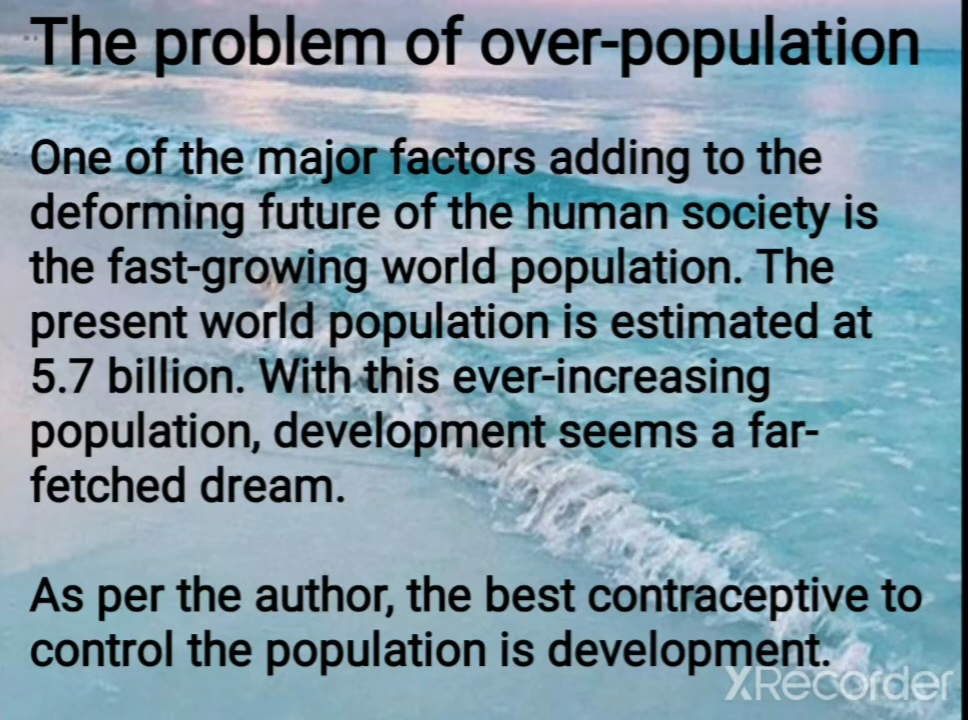 The problem of over-population
One of the major factors adding to the
deforming future of the human society is
the fast-growing world population. The
present world population is estimated at
5.7 billion. With this ever-increasing
population, development seems a far-
fetched dream.
As per the author, the best contraceptive to
control the population is development.
XRecorder